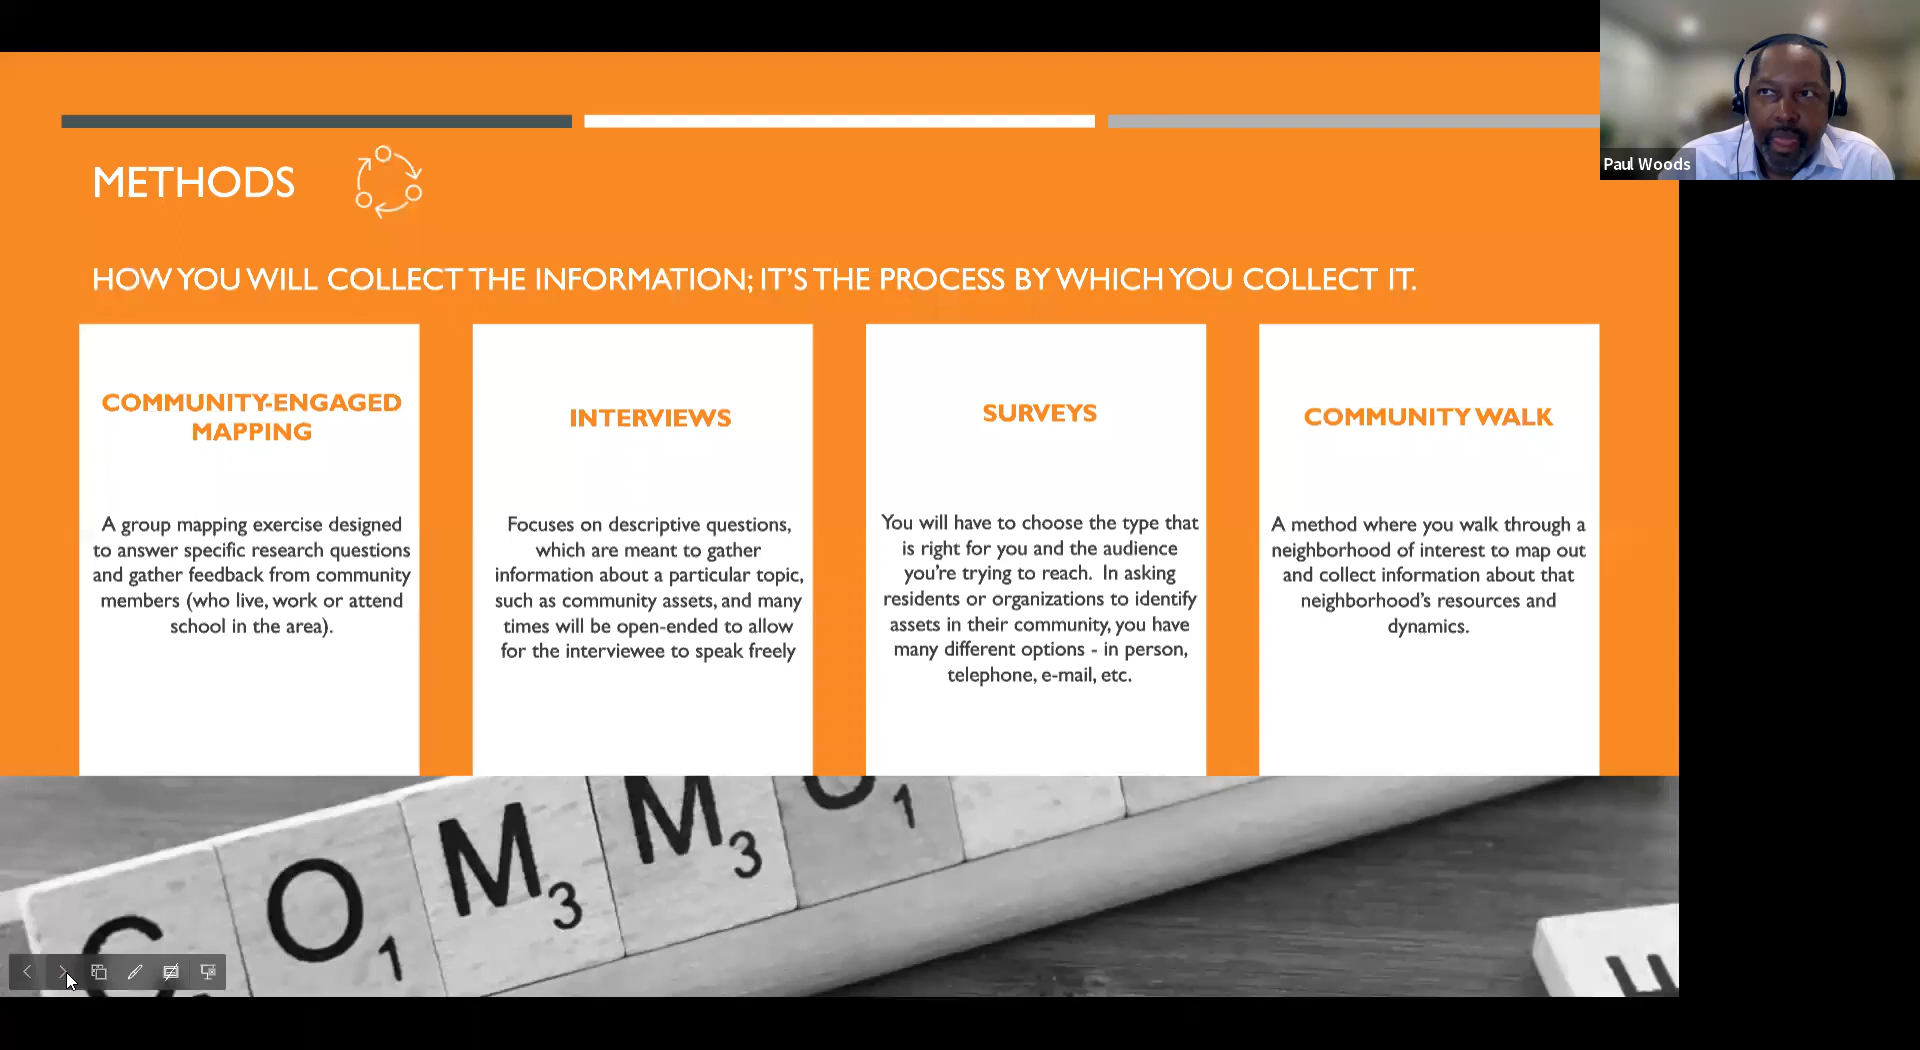 Paul Woods
METHODS
HOW YOU WILL COLLECT THE INFORMATION; IT'S THE PROCESS BY WHICH YOU COLLECT IT.
COMMUNITY-ENGAGED
MAPPING
A group mapping exercise designed
to answer specific research questions
and gather feedback from community
members (who live, work or attend
school in the area).
INTERVIEWS
Focuses on descriptive questions,
which are meant to gather
information about a particular topic,
such as community assets, and many
times will be open-ended to allow
for the interviewee to speak freely
SURVEYS
You will have to choose the type that
is right for you and the audience
you're trying to reach.  In asking
residents or organizations to identify
assets in their community, you have
many different options - in person,
telephone, e-mail, etc.
COMMUNITY WALK
A method where you walk through a
neighborhood of interest to map out
and collect information about that
neighborhood's resources and
dynamics.
C O 1 M 3 M 3 U 1